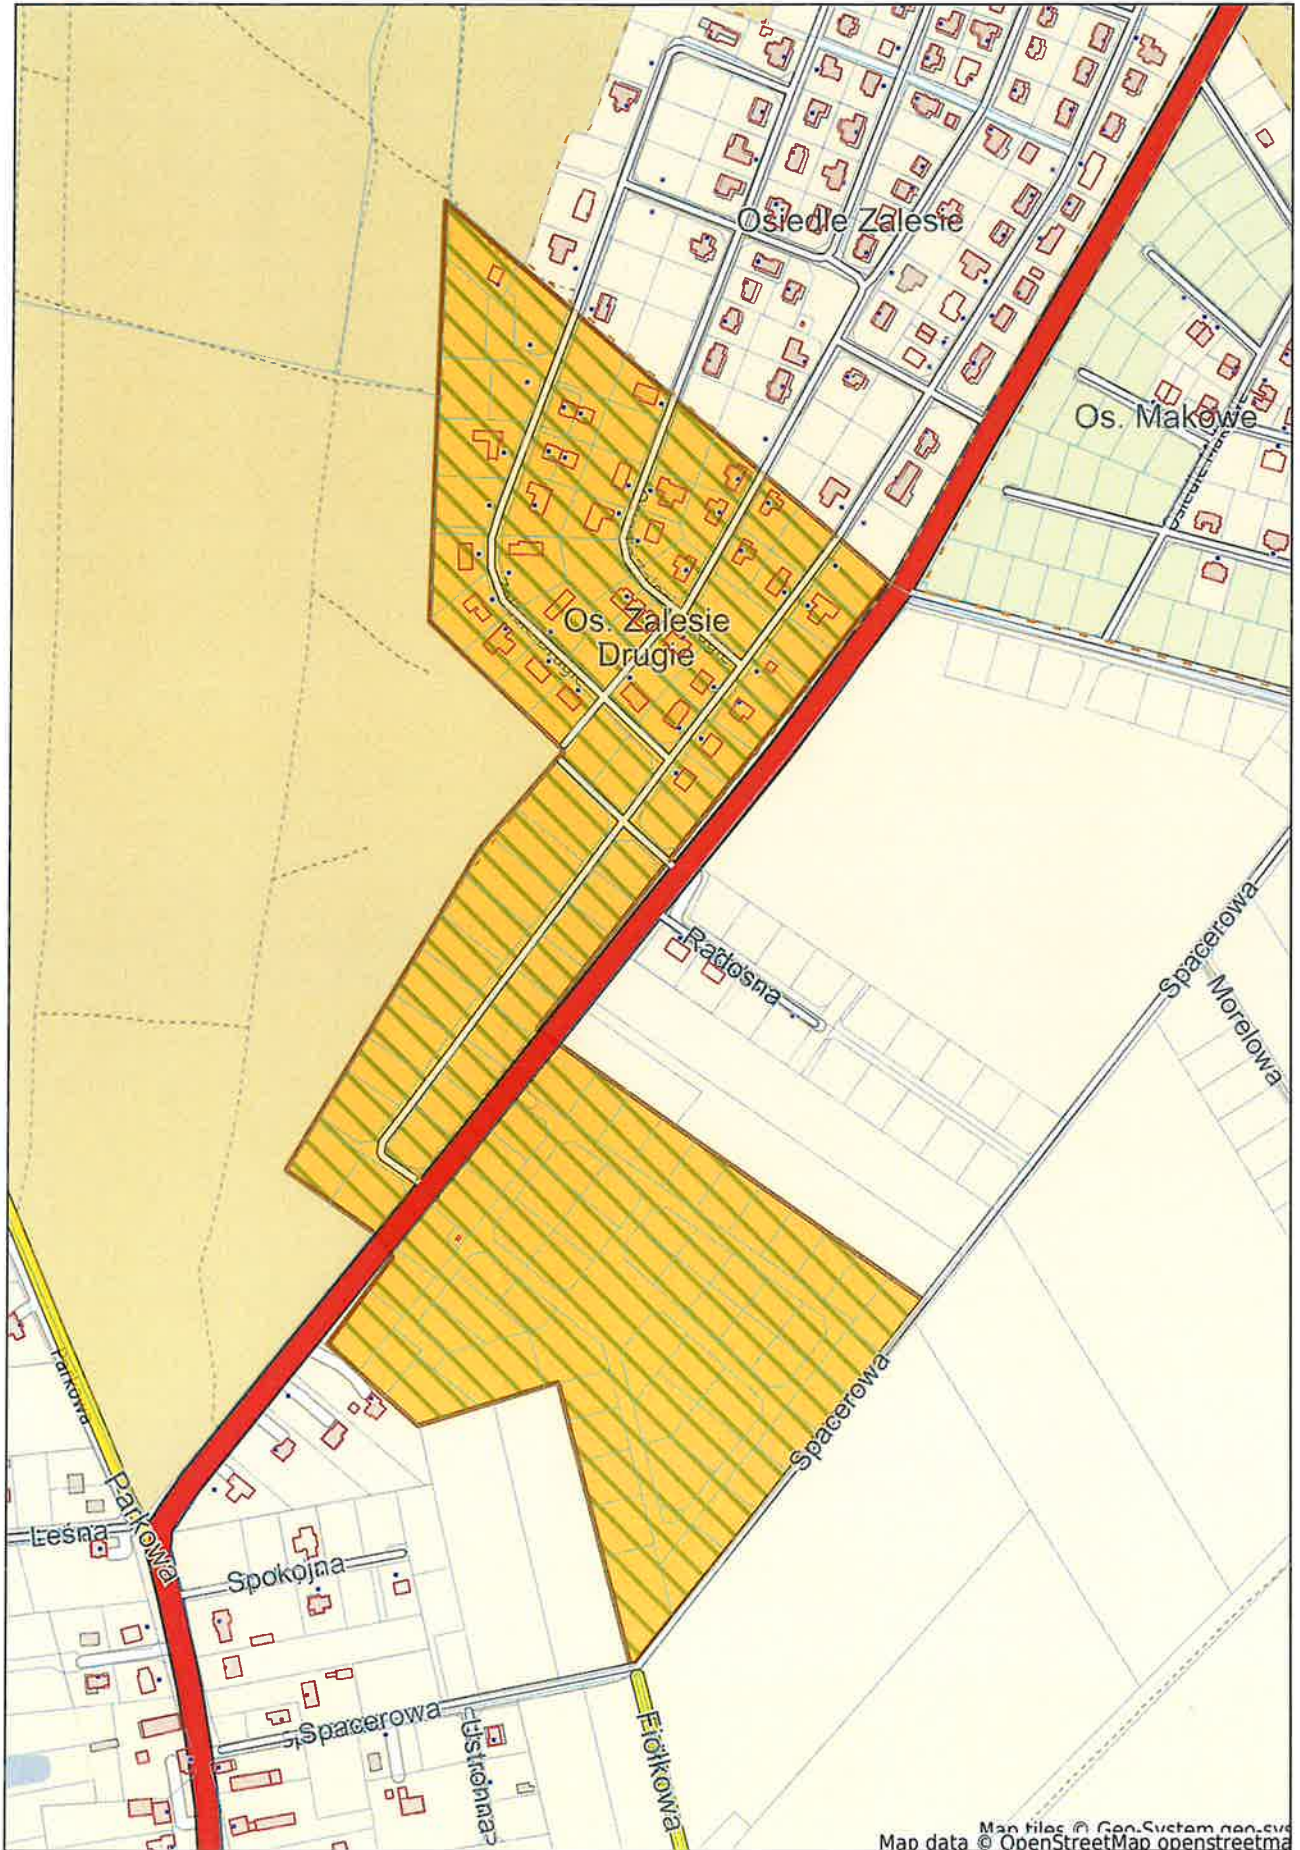 Osiedle Zalesie
Os. Makowe
Os. Zalesie
Drugie
Radosna
Spacerowa
Morelowa
Parkowa
Spacerowa
Parkowa
Leśna
Spokojna
Spacerowa
Ustronna
Fiołkowa
Map tiles © Geo-System geo-sys
Map data © OpenStreetMap openstreetma